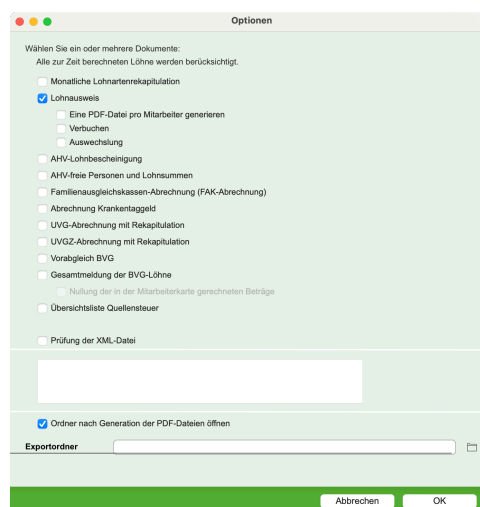 Optionen
Wählen Sie ein oder mehrere Dokumente:
Alle zur Zeit berechneten Löhne werden berücksichtigt.
Monatliche Lohnartenrekapitulation
Lohnausweis
Eine PDF-Datei pro Mitarbeiter generieren
Verbuchen
Auswechslung
AHV-Lohnbescheinigung
AHV-freie Personen und Lohnsummen
Familienausgleichskassen-Abrechnung (FAK-Abrechnung)
Abrechnung Krankentaggeld
UVG-Abrechnung mit Rekapitulation
UVGZ-Abrechnung mit Rekapitulation
Vorabgleich BVG
Gesamtmeldung der BVG-Löhne
Nullung der in der Mitarbeiterkarte gerechneten Beträge
Übersichtsliste Quellensteuer
Prüfung der XML-Datei
Ordner nach Generation der PDF-Dateien öffnen
Exportordner
Abbrechen OK